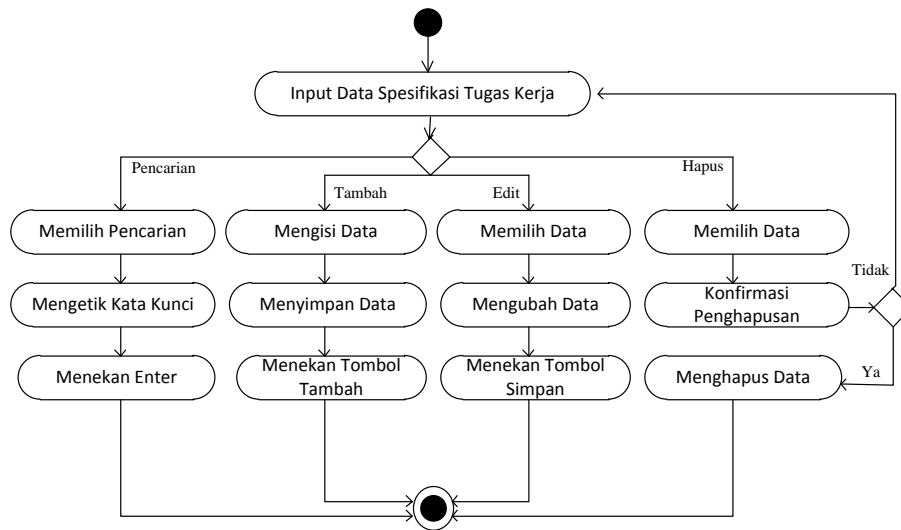 Input Data Spesifikasi Tugas Kerja
Pencarian
Tambah
Edit
Hapus
Memilih Pencarian
Mengisi Data
Memilih Data
Memilih Data
Tidak
Mengetik Kata Kunci
Menyimpan Data
Mengubah Data
Konfirmasi
Penghapusan
Menekan Enter
Menekan Tombol
Tambah
Menekan Tombol
Simpan
Menghapus Data
Ya